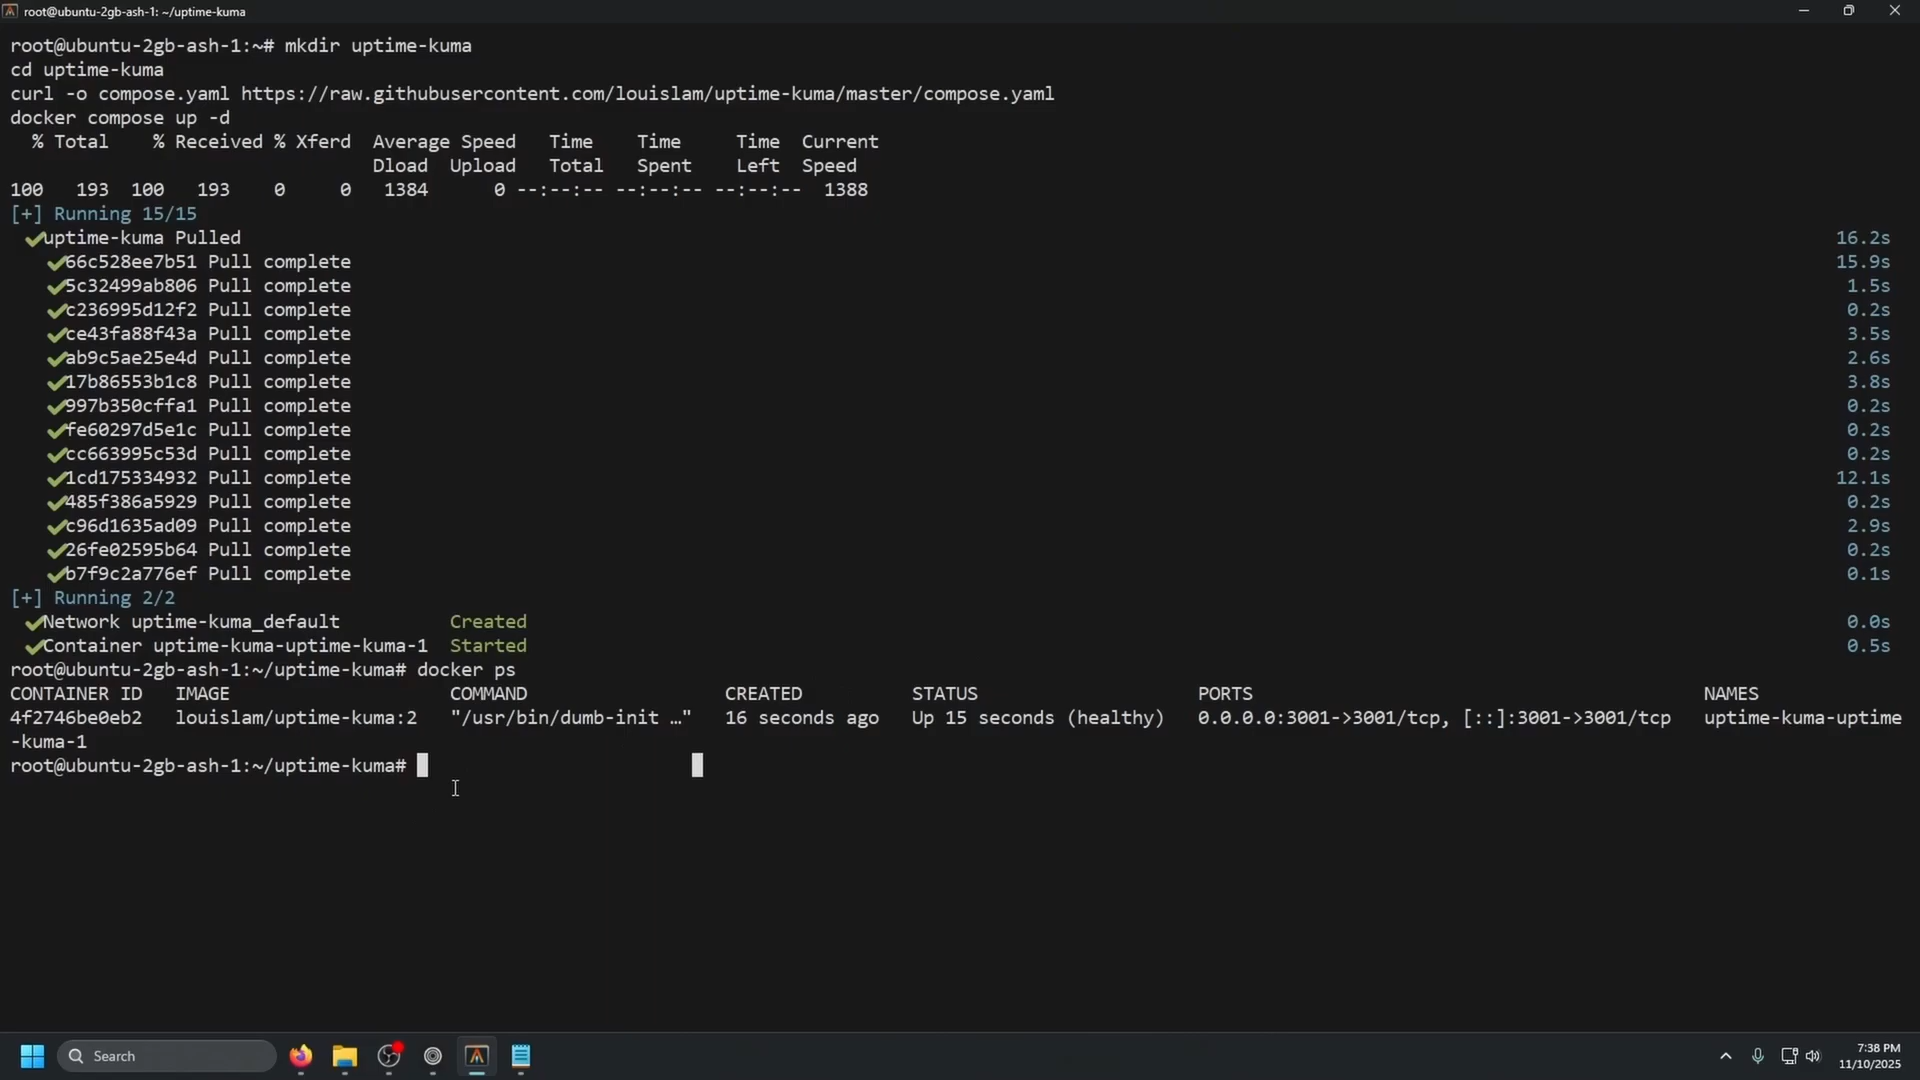 root@ubuntu-2gb-ash-1: ~/uptime-kuma
root@ubuntu-2gb-ash-1:~# mkdir uptime-kuma
cd uptime-kuma
curl -o compose.yaml https://raw.githubusercontent.com/louislam/uptime-kuma/master/compose.yaml
docker compose up -d
% Total % Received % Xferd Average Speed Time Time Time Current
Dload Upload Total Spent Left Speed
100 193 100 193 0 0 1384 0 --:--:-- --:--:-- --:--:-- 1388
[+] Running 15/15
uptime-kuma Pulled 16.2s
66c528ee7b51 Pull complete 15.9s
5c32499ab806 Pull complete 1.5s
c236995d12f2 Pull complete 0.2s
ce43fa88f43a Pull complete 3.5s
ab9c5ae25e4d Pull complete 2.6s
17b86553b1c8 Pull complete 3.8s
997b350cffa1 Pull complete 0.2s
fe60297d5e1c Pull complete 0.2s
cc663995c53d Pull complete 0.2s
1cd175334932 Pull complete 12.1s
485f386a5929 Pull complete 0.2s
c96d1635ad09 Pull complete 2.9s
26fe02595b64 Pull complete 0.2s
b7f9c2a776ef Pull complete 0.1s
[+] Running 2/2
Network uptime-kuma_default Created 0.0s
Container uptime-kuma-uptime-kuma-1 Started 0.5s
root@ubuntu-2gb-ash-1:~/uptime-kuma# docker ps
CONTAINER ID IMAGE COMMAND CREATED STATUS PORTS NAMES
4f2746be0eb2 louislam/uptime-kuma:2 "/usr/bin/dumb-init …" 16 seconds ago Up 15 seconds (healthy) 0.0.0.0:3001->3001/tcp, [::]:3001->3001/tcp uptime-kuma-uptime
-kuma-1
root@ubuntu-2gb-ash-1:~/uptime-kuma#
Search
7:38 PM
11/10/2025